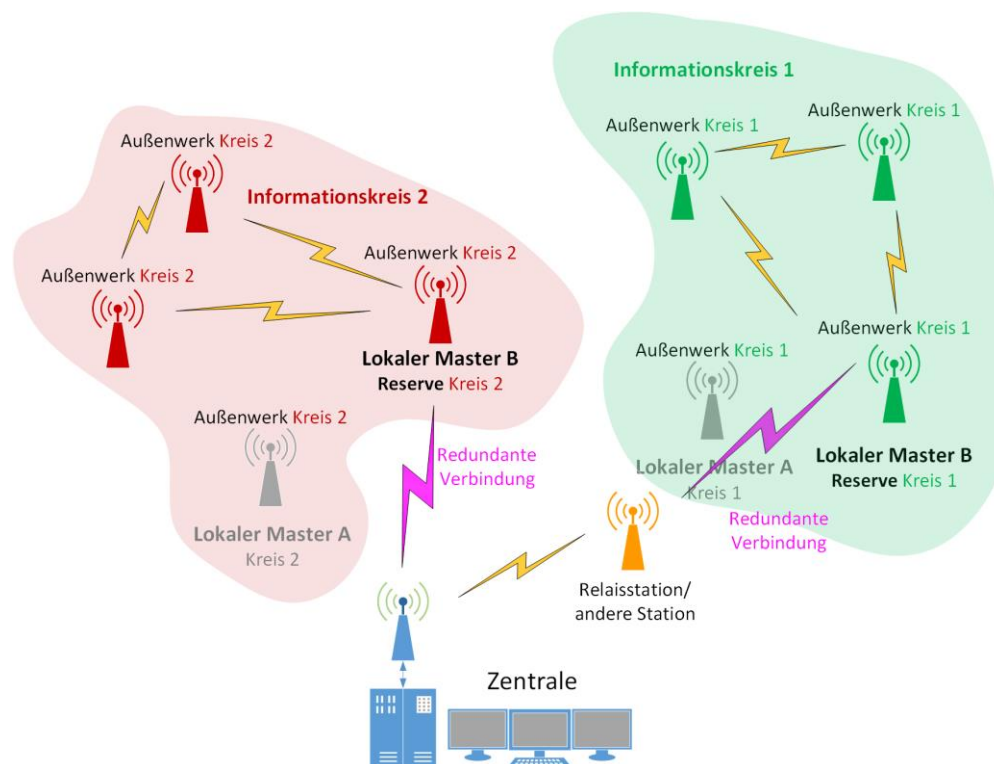 Informationskreis 1
Außenwerk Kreis 1
Außenwerk Kreis 1
Außenwerk Kreis 2
Informationskreis 2
Außenwerk Kreis 2
Außenwerk Kreis 2
Außenwerk Kreis 1
Außenwerk Kreis 1
Lokaler Master B
Reserve Kreis 2
Außenwerk Kreis 2
Redundante
Verbindung
Lokaler Master A
Kreis 1
Lokaler Master B
Reserve Kreis 1
Redundante
Verbindung
Lokaler Master A
Kreis 2
Relaisstation/
andere Station
Zentrale